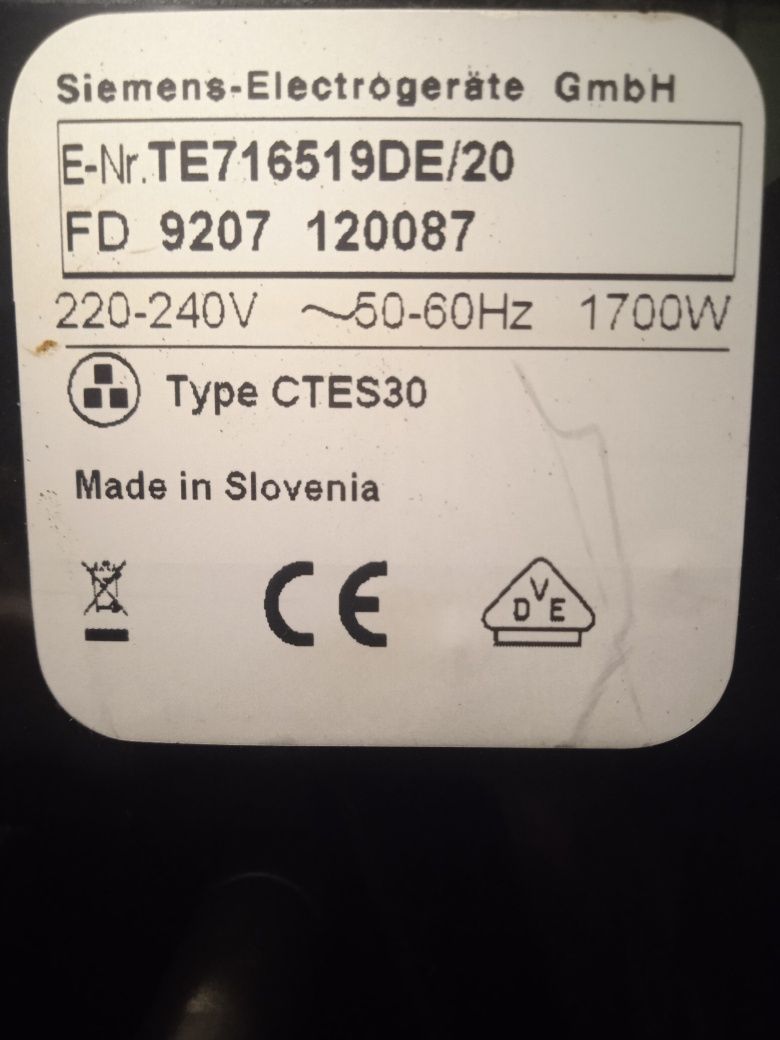 Siemens-Electrogeräte GmbH
E-Nr.TE716519DE/20
FD 9207 120087
220-240V ~50-60Hz 1700W
Type CTES30
Made in Slovenia
CE
DVE